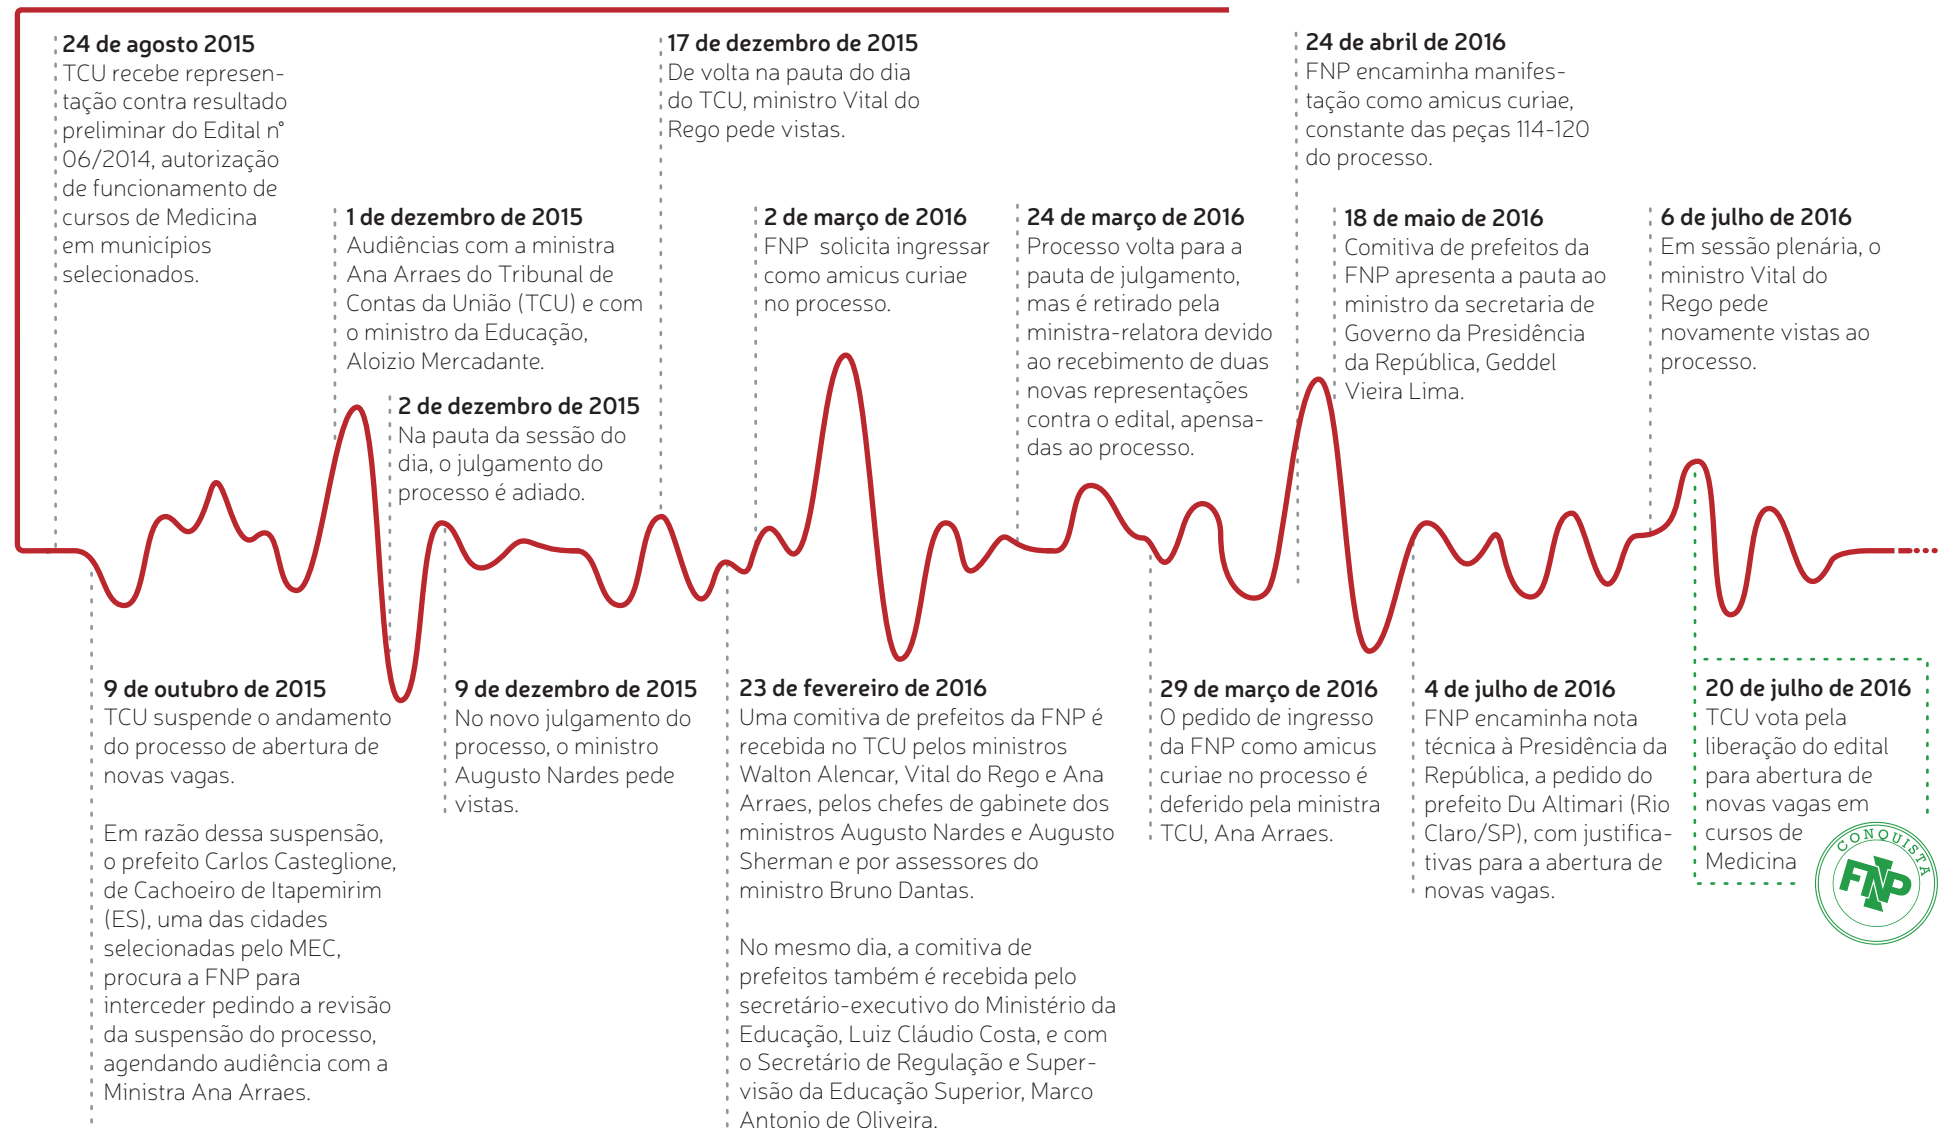 24 de agosto 2015
TCU recebe represen-
tação contra resultado
preliminar do Edital n°
06/2014, autorização
de funcionamento de
cursos de Medicina
em municípios
selecionados.
9 de outubro de 2015
TCU suspende o andamento
do processo de abertura de
novas vagas.
Em razão dessa suspensão,
o prefeito Carlos Casteglione,
de Cachoeiro de Itapemirim
(ES), uma das cidades
selecionadas pelo MEC,
procura a FNP para
interceder pedindo a revisão
da suspensão do processo,
agendando audiência com a
Ministra Ana Arraes.
1 de dezembro de 2015
Audiências com a ministra
Ana Arraes do Tribunal de
Contas da União (TCU) e com
o ministro da Educação,
Aloizio Mercadante.
2 de dezembro de 2015
Na pauta da sessão do
dia, o julgamento do
processo é adiado.
9 de dezembro de 2015
No novo julgamento do
processo, o ministro
Augusto Nardes pede
vistas.
17 de dezembro de 2015
De volta na pauta do dia
do TCU, ministro Vital do
Rego pede vistas.
23 de fevereiro de 2016
Uma comitiva de prefeitos da FNP é
recebida no TCU pelos ministros
Walton Alencar, Vital do Rego e Ana
Arraes, pelos chefes de gabinete dos
ministros Augusto Nardes e Augusto
Sherman e por assessores do
ministro Bruno Dantas.
No mesmo dia, a comitiva de
prefeitos também é recebida pelo
secretário-executivo do Ministério da
Educação, Luiz Cláudio Costa, e com
o Secretário de Regulação e Super-
visão da Educação Superior, Marco
Antonio de Oliveira.
2 de março de 2016
FNP solicita ingressar
como amicus curiae
no processo.
24 de março de 2016
Processo volta para a
pauta de julgamento,
mas é retirado pela
ministra-relatora devido
ao recebimento de duas
novas representações
contra o edital, apensa-
das ao processo.
29 de março de 2016
O pedido de ingresso
da FNP como amicus
curiae no processo é
deferido pela ministra
TCU, Ana Arraes.
24 de abril de 2016
FNP encaminha manifes-
tação como amicus curiae,
constante das peças 114-120
do processo.
18 de maio de 2016
Comitiva de prefeitos da
FNP apresenta a pauta ao
ministro da secretaria de
Governo da Presidência
da República, Geddel
Vieira Lima.
4 de julho de 2016
FNP encaminha nota
técnica à Presidência da
República, a pedido do
prefeito Du Altimari (Rio
Claro/SP), com justifica-
tivas para a abertura de
novas vagas.
6 de julho de 2016
Em sessão plenária, o
ministro Vital do
Rego pede
novamente vistas ao
processo.
20 de julho de 2016
TCU vota pela
liberação do edital
para abertura de
novas vagas em
cursos de
Medicina
CONQUISTA
FNP